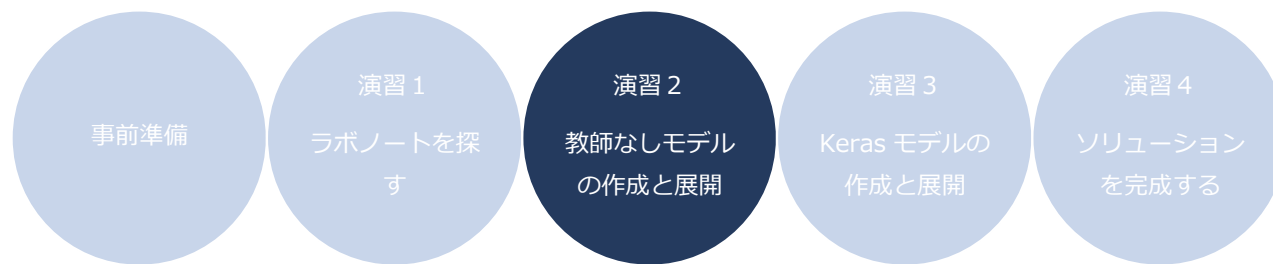 事前準備
演習１
ラボノートを探
す
演習２
教師なしモデル
の作成と展開
演習３
Keras モデルの
作成と展開
演習４
ソリューション
を完成する